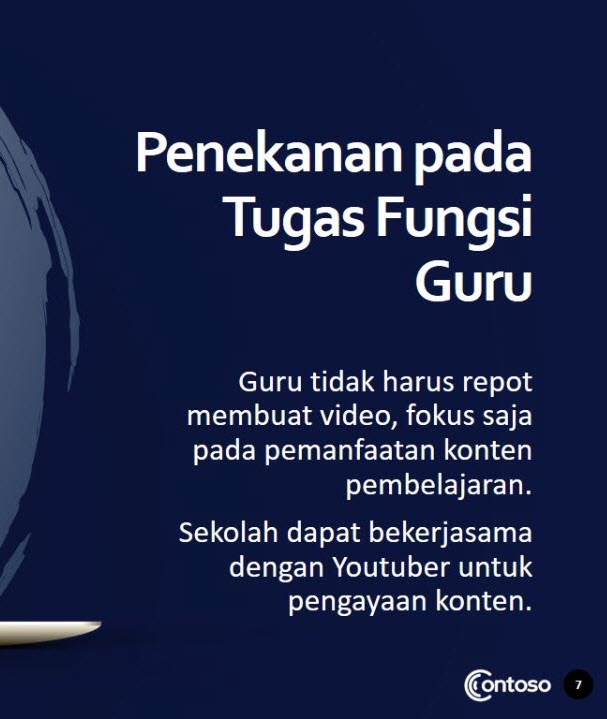 Penekanan pada
Tugas Fungsi
Guru
Guru tidak harus repot
membuat video, fokus saja
pada pemanfaatan konten
pembelajaran.
Sekolah dapat bekerjasama
dengan Youtuber untuk
pengayaan konten.
Contoso
7